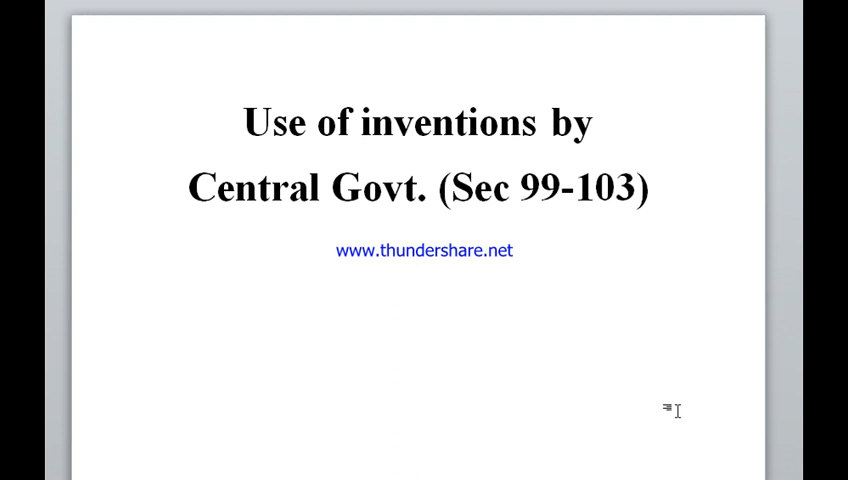 Use of inventions by
Central Govt. (Sec 99-103)
www.thundershare.net